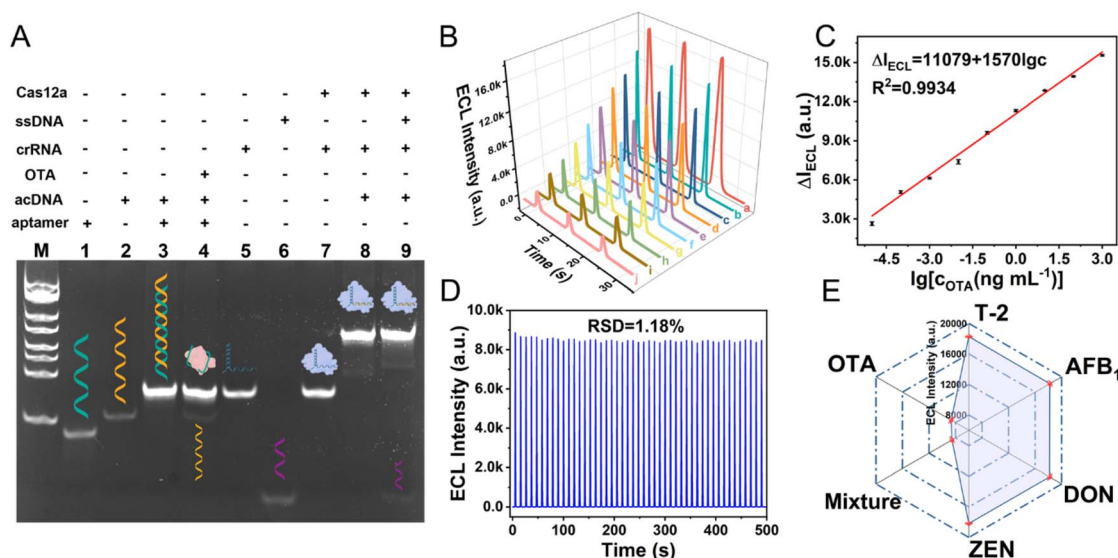 A
Cas12a - - - - - - + + +
ssDNA - - - - - + - - +
crRNA - - - - + - + + +
OTA - - - + - - - - -
acDNA - + + + - - - + +
aptamer + - + + - - - - -
M 1 2 3 4 5 6 7 8 9
B
ECL Intensity (a.u.)
16.0k
12.0k
8.0k
4.0k
0.0
0
10
20
30
Time (s)
a
b
c
d
e
f
g
h
i
j
C
ΔI_ECL=11079+1570lgc
R²=0.9934
ΔI_ECL (a.u.)
15.0k
12.0k
9.0k
6.0k
3.0k
-4.5 -3.0 -1.5 0.0 1.5 3.0
lg[c_OTA(ng mL⁻¹)]
D
RSD=1.18%
ECL Intensity (a.u.)
10.0k
8.0k
6.0k
4.0k
2.0k
0.0
0 100 200 300 400 500
Time (s)
E
T-2
AFB₁
DON
ZEN
Mixture
OTA
ECL Intensity (a.u.)
20000
16000
12000
8000